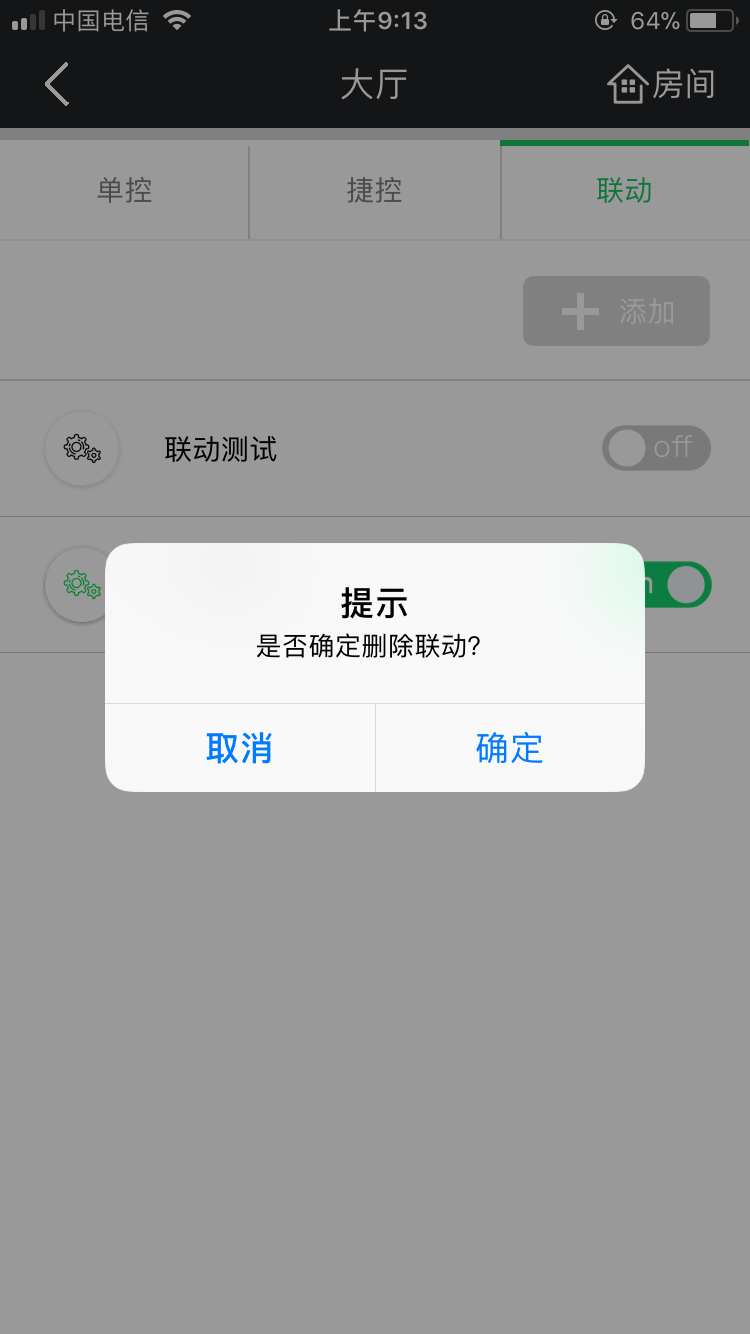 中国电信
上午9:13
64%
大厅
房间
单控
捷控
联动
添加
联动测试
off
提示
是否确定删除联动?
取消
确定